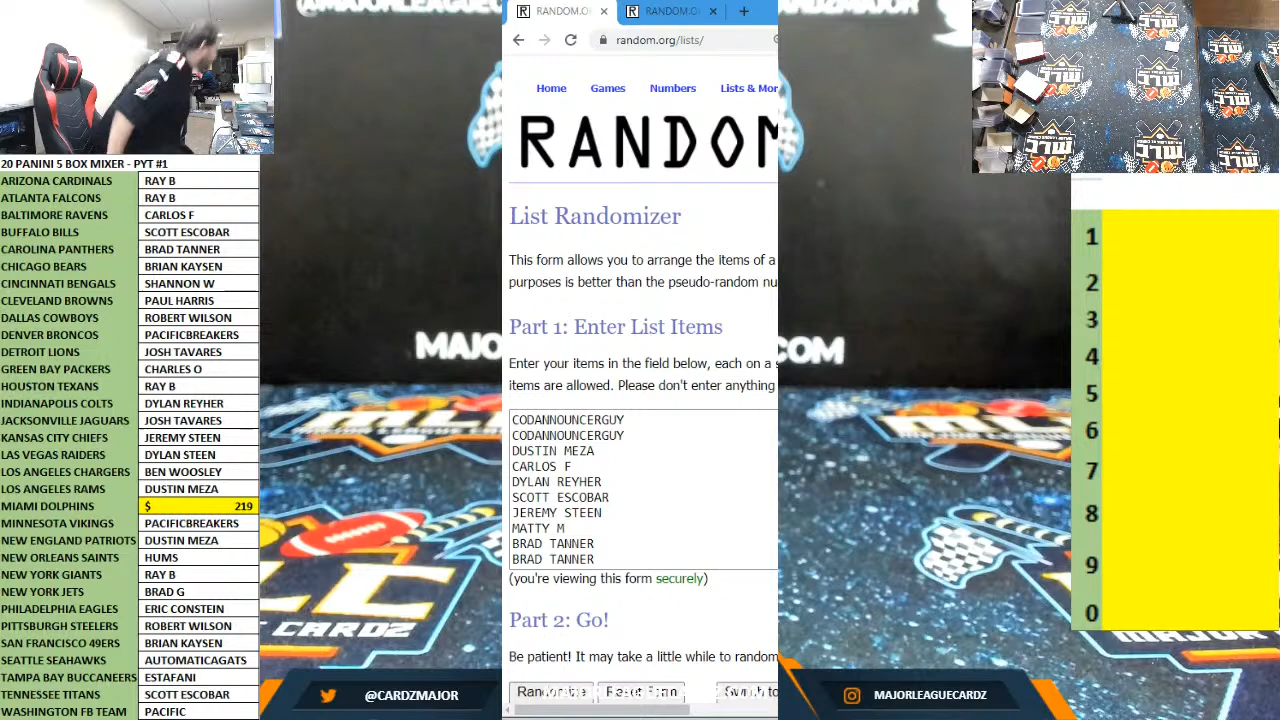 20 PANINI 5 BOX MIXER - PYT #1
ARIZONA CARDINALS RAY B
ATLANTA FALCONS RAY B
BALTIMORE RAVENS CARLOS F
BUFFALO BILLS SCOTT ESCOBAR
CAROLINA PANTHERS BRAD TANNER
CHICAGO BEARS BRIAN KAYSEN
CINCINNATI BENGALS SHANNON W
CLEVELAND BROWNS PAUL HARRIS
DALLAS COWBOYS ROBERT WILSON
DENVER BRONCOS PACIFICBREAKERS
DETROIT LIONS JOSH TAVARES
GREEN BAY PACKERS CHARLES O
HOUSTON TEXANS RAY B
INDIANAPOLIS COLTS DYLAN REYHER
JACKSONVILLE JAGUARS JOSH TAVARES
KANSAS CITY CHIEFS JEREMY STEEN
LAS VEGAS RAIDERS DYLAN STEEN
LOS ANGELES CHARGERS BEN WOOSLEY
LOS ANGELES RAMS DUSTIN MEZA
MIAMI DOLPHINS $ 219
MINNESOTA VIKINGS PACIFICBREAKERS
NEW ENGLAND PATRIOTS DUSTIN MEZA
NEW ORLEANS SAINTS HUMS
NEW YORK GIANTS RAY B
NEW YORK JETS BRAD G
PHILADELPHIA EAGLES ERIC CONSTEIN
PITTSBURGH STEELERS ROBERT WILSON
SAN FRANCISCO 49ERS BRIAN KAYSEN
SEATTLE SEAHAWKS AUTOMATICAGATS
TAMPA BAY BUCCANEERS ESTAFANI
TENNESSEE TITANS SCOTT ESCOBAR
WASHINGTON FB TEAM PACIFIC
RANDOM.O RANDOM.O
random.org/lists/
Home Games Numbers Lists & Mor
RANDOM
List Randomizer
This form allows you to arrange the items of a
purposes is better than the pseudo-random nu
Part 1: Enter List Items
Enter your items in the field below, each on a s
items are allowed. Please don't enter anything
CODANNOUNCERGUY
CODANNOUNCERGUY
DUSTIN MEZA
CARLOS F
DYLAN REYHER
SCOTT ESCOBAR
JEREMY STEEN
MATTY M
BRAD TANNER
BRAD TANNER
(you're viewing this form securely)
Part 2: Go!
Be patient! It may take a little while to random
MAJO
.COM
@CARDZMAJOR
MAJORLEAGUECARDZ
1
2
3
4
5
6
7
8
9
0